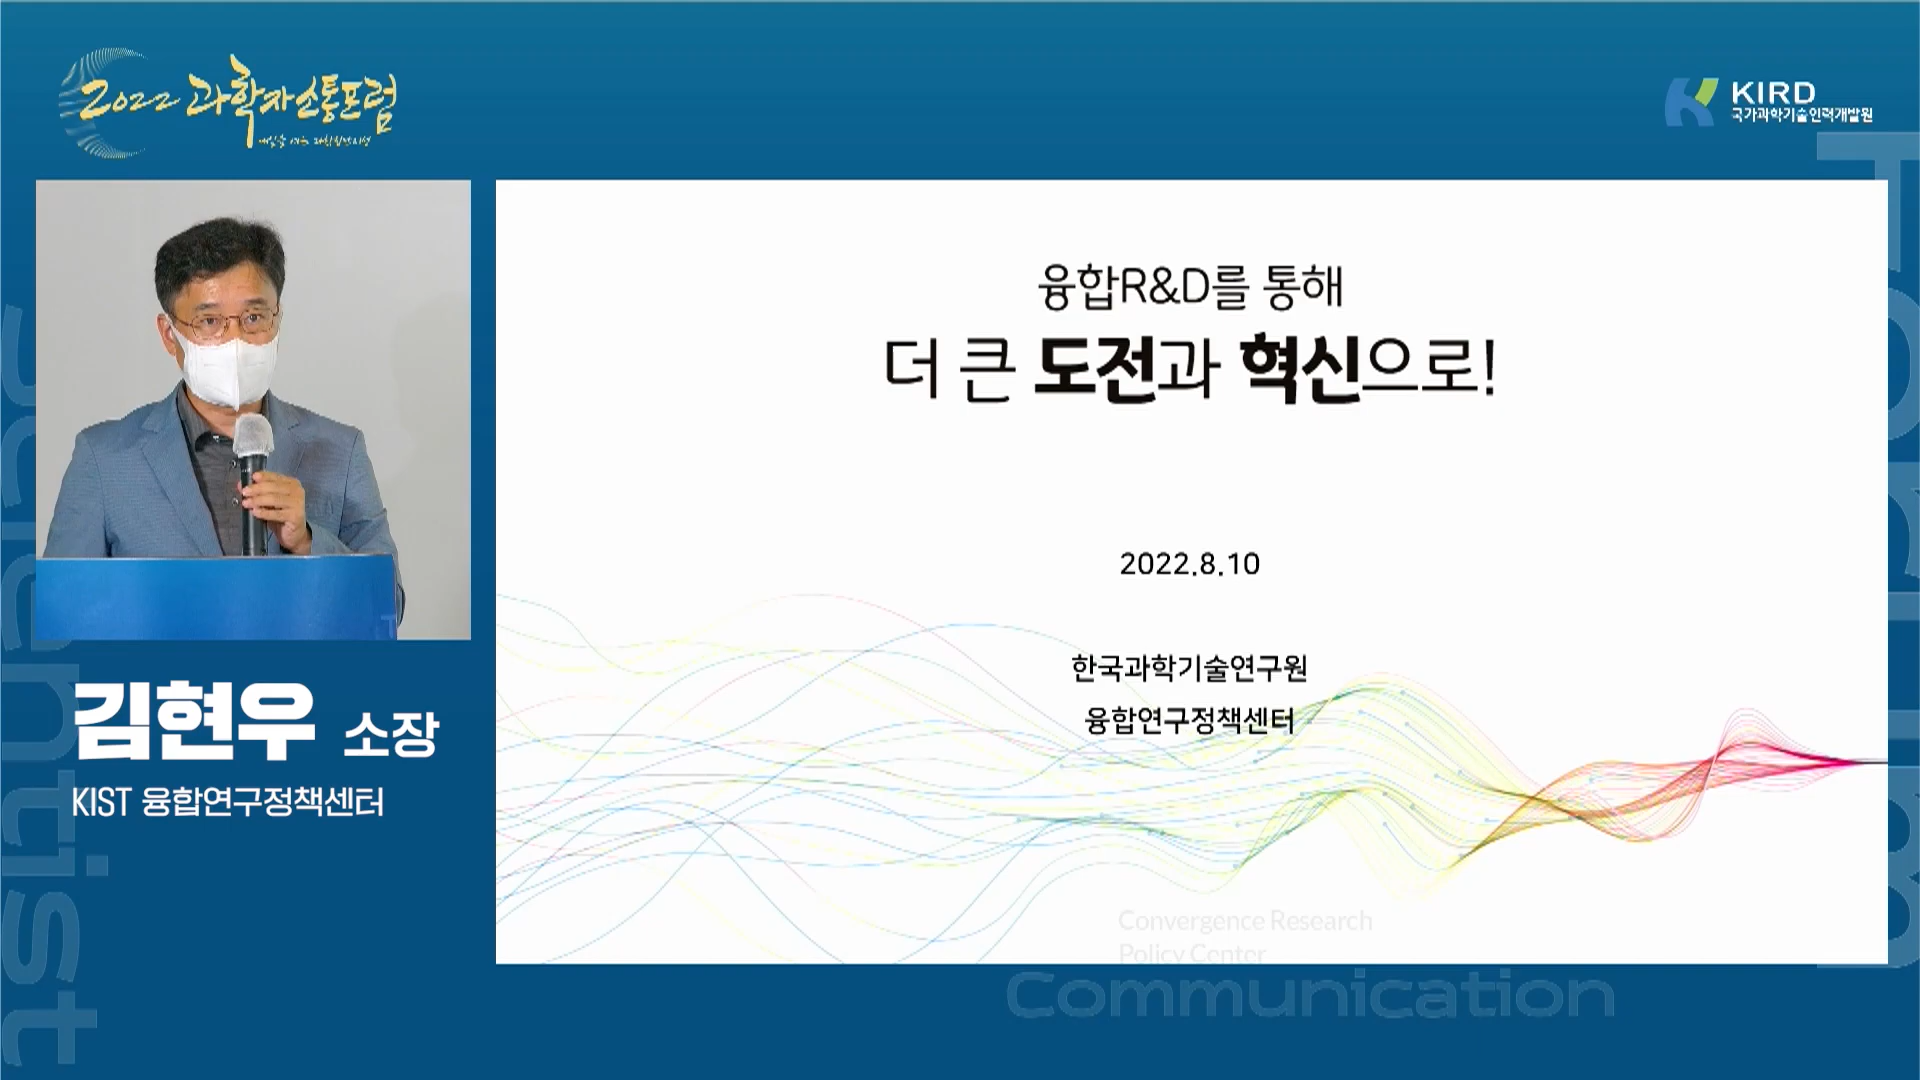 2022 과학자소통포럼
KIRD
국가과학기술인력개발원
융합R&D를 통해
더 큰 도전과 혁신으로!
2022.8.10
한국과학기술연구원
융합연구정책센터
Convergence Research
Policy Center
김현우 소장
KIST 융합연구정책센터
Scientist
Communication
Forum